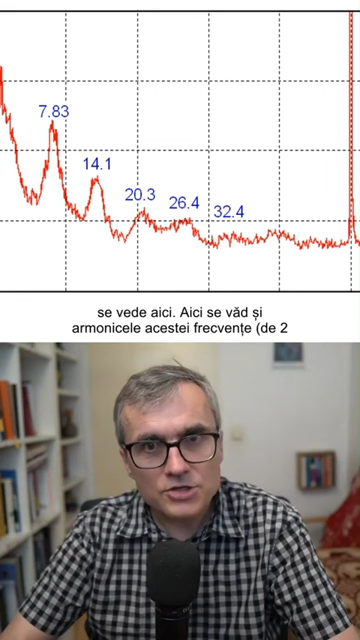 7.83
14.1
20.3
26.4
32.4
se vede aici. Aici se văd și
armonicele acestei frecvențe (de 2